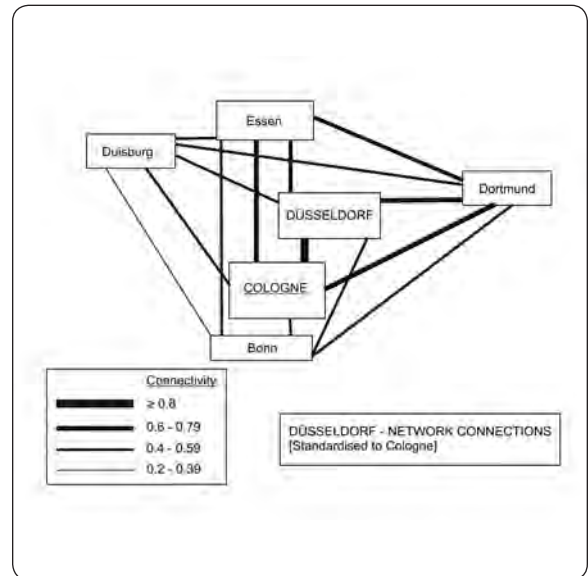 Essen
Duisburg
Dortmund
DÜSSELDORF
COLOGNE
Bonn
Connectivity
≥ 0.8
0.6 - 0.79
0.4 - 0.59
0.2 - 0.39
DÜSSELDORF - NETWORK CONNECTIONS
[Standardised to Cologne]